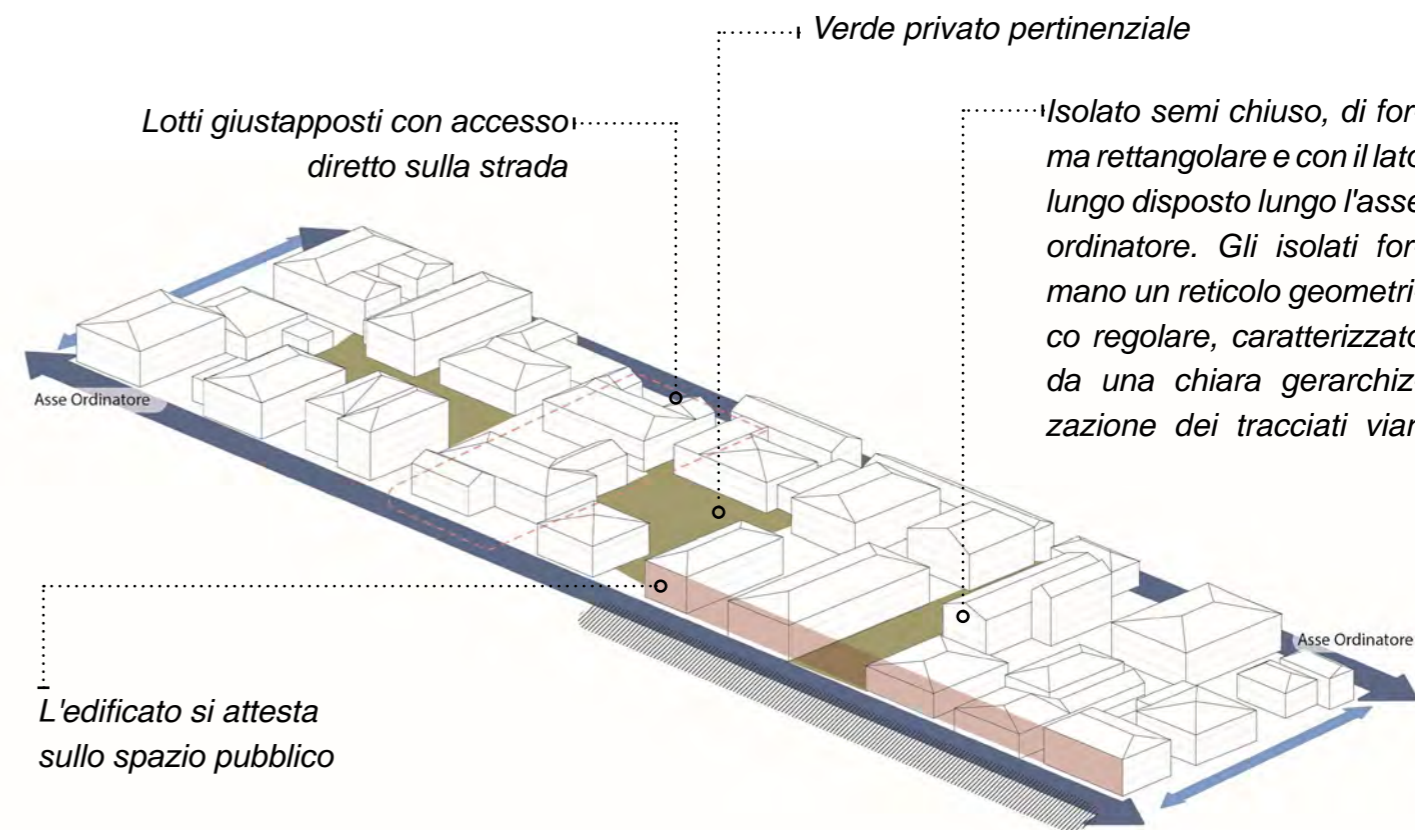 Verde privato pertinenziale
Lotti giustapposti con accesso
diretto sulla strada
Isolato semi chiuso, di for
ma rettangolare e con il lato
lungo disposto lungo l'asse
ordinatore. Gli isolati for
mano un reticolo geometri
co regolare, caratterizzato
da una chiara gerarchiz
zazione dei tracciati viar
Asse Ordinatore
Asse Ordinatore
L'edificato si attesta
sullo spazio pubblico